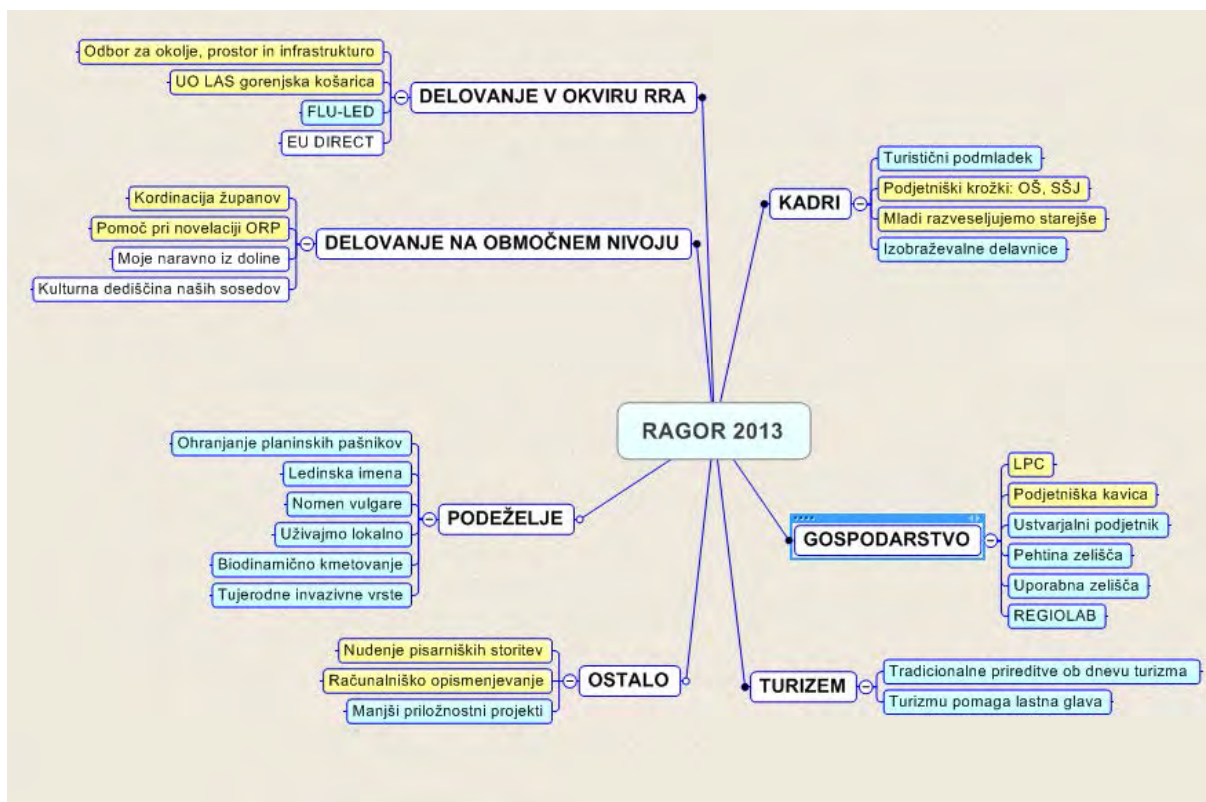 Odbor za okolje, prostor in infrastrukturo
UO LAS gorenjska košarica
FLU-LED
EU DIRECT
DELOVANJE V OKVIRU RRA
Kordinacija županov
Pomoč pri novelaciji ORP
Moje naravno iz doline
Kulturna dediščina naših sosedov
DELOVANJE NA OBMOČNEM NIVOJU
KADRI
Turistični podmladek
Podjetniški krožki: OŠ, SŠJ
Mladi razveseljujemo starejše
Izobraževalne delavnice
RAGOR 2013
Ohranjanje planinskih pašnikov
Ledinska imena
Nomen vulgare
Uživajmo lokalno
Biodinamično kmetovanje
Tujerodne invazivne vrste
PODEŽELJE
GOSPODARSTVO
LPC
Podjetniška kavica
Ustvarjalni podjetnik
Pehtina zelišča
Uporabna zelišča
REGIOLAB
Nudenje pisarniških storitev
Računalniško opismenjevanje
Manjši priložnostni projekti
OSTALO
TURIZEM
Tradicionalne prireditve ob dnevu turizma
Turizmu pomaga lastna glava